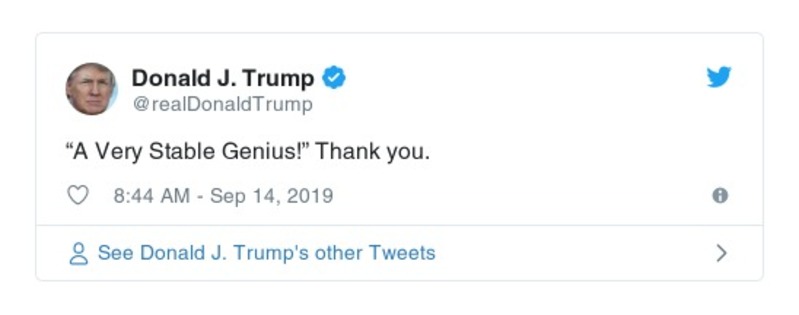 Donald J. Trump
@realDonaldTrump
“A Very Stable Genius!” Thank you.
8:44 AM - Sep 14, 2019
See Donald J. Trump's other Tweets